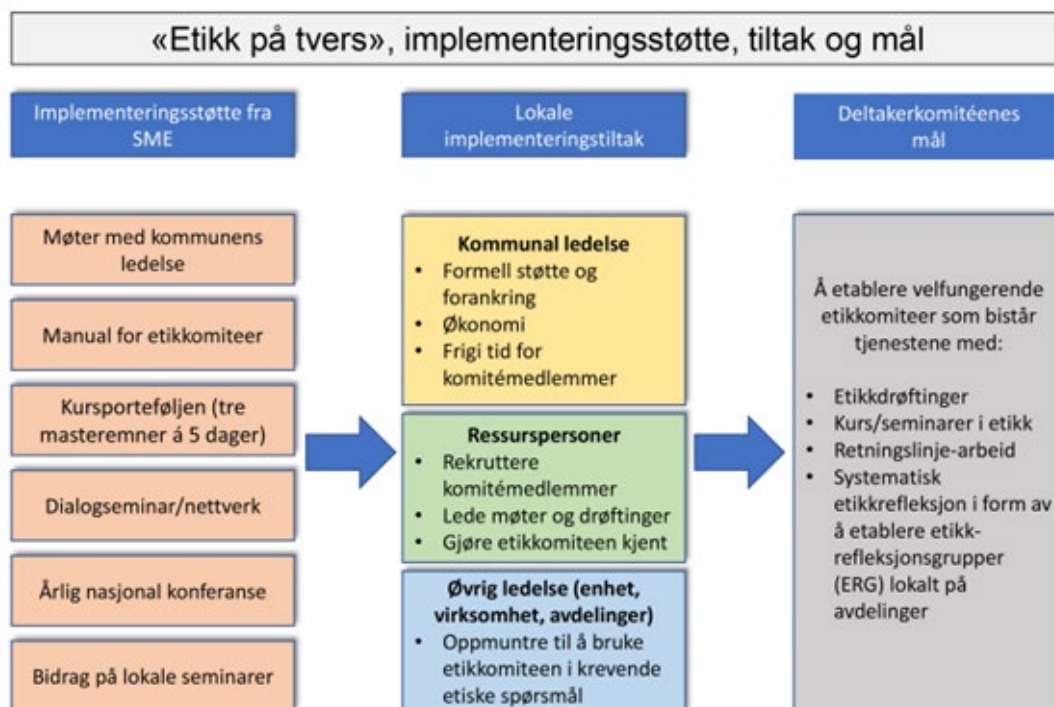 «Etikk på tvers», implementeringsstøtte, tiltak og mål
Implementeringsstøtte fra
SME
Møter med kommunens
ledelse
Manual for etikkomiteer
Kursporteføljen (tre
masteremner á 5 dager)
Dialogseminar/nettverk
Årlig nasjonal konferanse
Bidrag på lokale seminarer
Lokale
implementeringstiltak
Kommunal ledelse
• Formell støtte og
forankring
• Økonomi
• Frigi tid for
komitémedlemmer
Ressurspersoner
• Rekruttere
komitémedlemmer
• Lede møter og drøftinger
• Gjøre etikkomiteen kjent
Øvrig ledelse (enhet,
virksomhet, avdelinger)
• Oppmuntre til å bruke
etikkomiteen i krevende
etiske spørsmål
Deltakerkomitéenes
mål
Å etablere velfungerende
etikkomiteer som bistår
tjenestene med:
• Etikkdrøftinger
• Kurs/seminarer i etikk
• Retningslinje-arbeid
• Systematisk
etikkrefleksjon i form av
å etablere etikk-
refleksjonsgrupper
(ERG) lokalt på
avdelinger